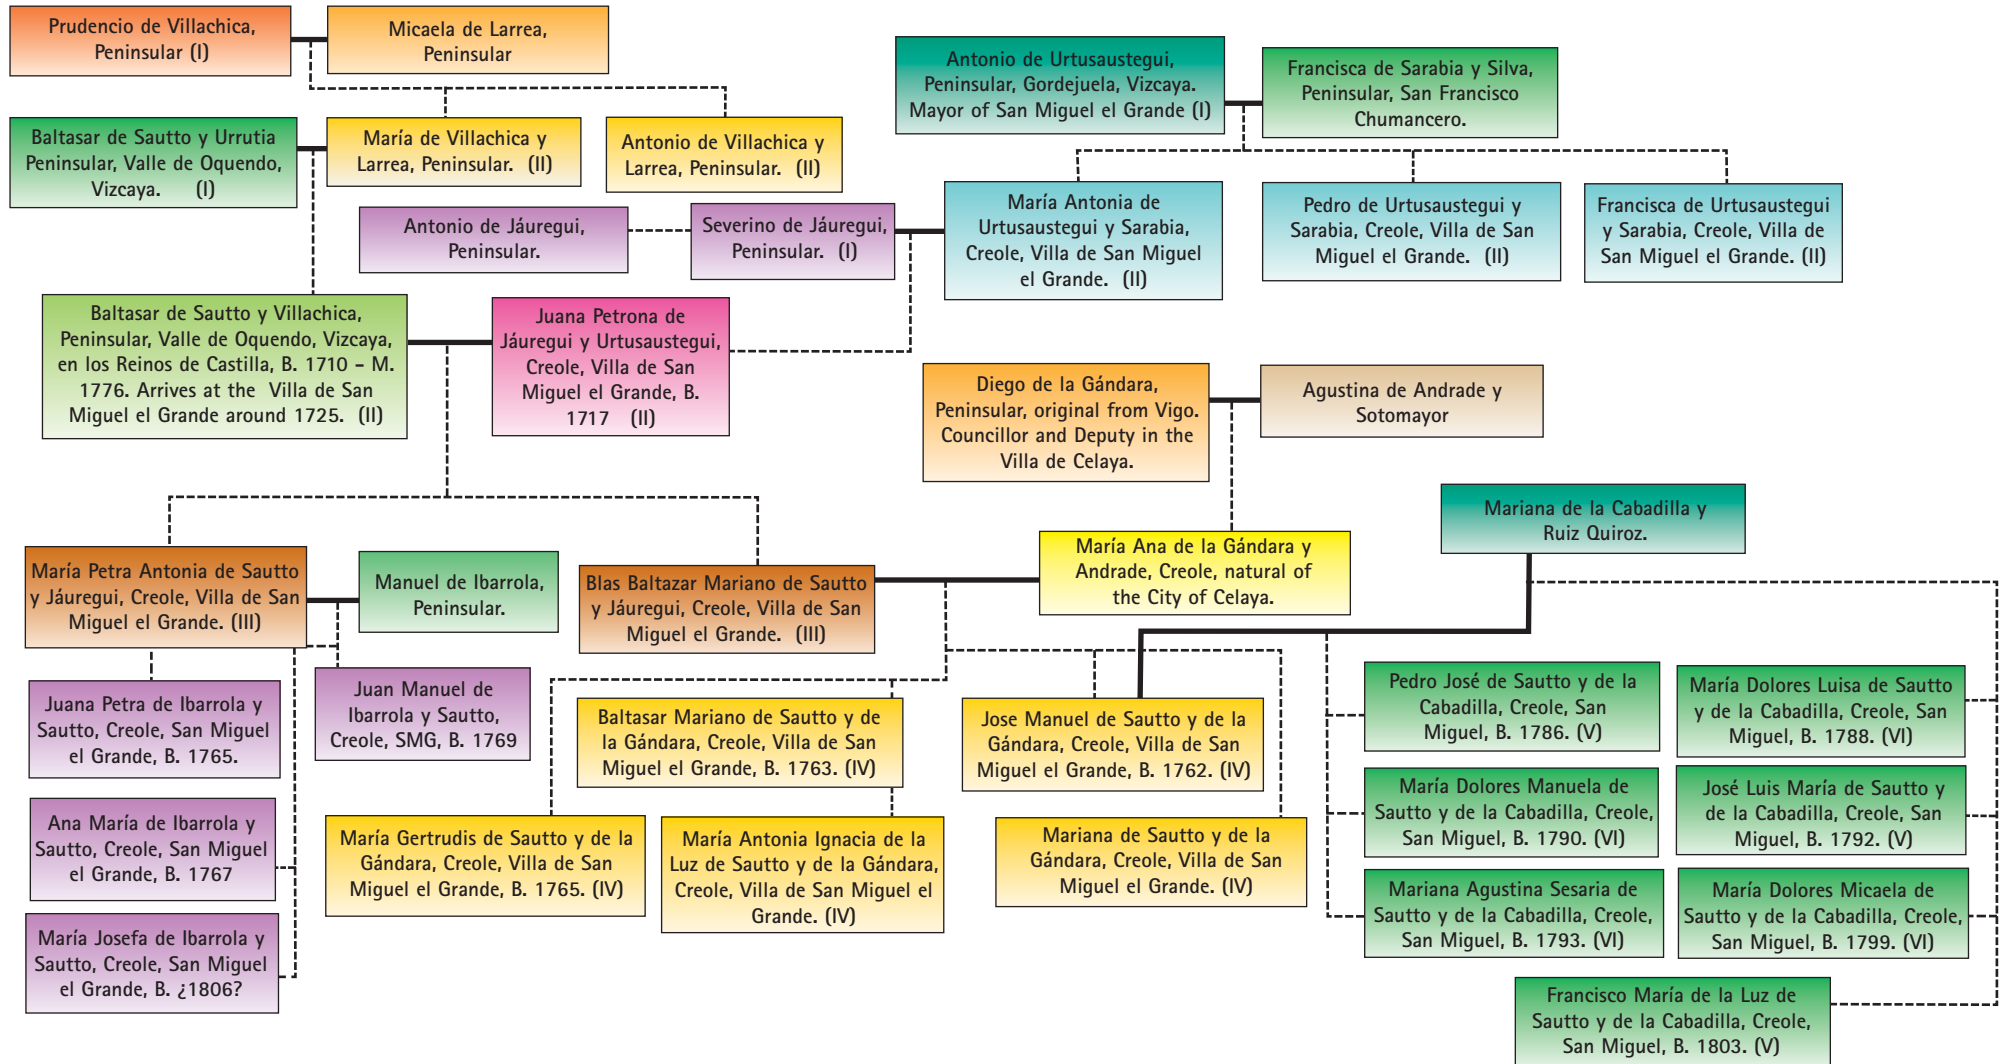 Prudencio de Villachica,
Peninsular (I)
Micaela de Larrea,
Peninsular
Antonio de Urtusaustegui,
Peninsular, Gordejuela, Vizcaya.
Mayor of San Miguel el Grande (I)
Francisca de Sarabia y Silva,
Peninsular, San Francisco
Chumancero.
Baltasar de Sautto y Urrutia
Peninsular, Valle de Oquendo,
Vizcaya. (I)
María de Villachica y
Larrea, Peninsular. (II)
Antonio de Villachica y
Larrea, Peninsular. (II)
Antonio de Jáuregui,
Peninsular.
Severino de Jáuregui,
Peninsular. (I)
María Antonia de
Urtusaustegui y Sarabia,
Creole, Villa de San Miguel
el Grande. (II)
Pedro de Urtusaustegui y
Sarabia, Creole, Villa de San
Miguel el Grande. (II)
Francisca de Urtusaustegui
y Sarabia, Creole, Villa de
San Miguel el Grande. (II)
Baltasar de Sautto y Villachica,
Peninsular, Valle de Oquendo, Vizcaya,
en los Reinos de Castilla, B. 1710 - M.
1776. Arrives at the Villa de San
Miguel el Grande around 1725. (II)
Juana Petrona de
Jáuregui y Urtusaustegui,
Creole, Villa de San
Miguel el Grande, B.
1717 (II)
Diego de la Gándara,
Peninsular, original from Vigo.
Councillor and Deputy in the
Villa de Celaya.
Agustina de Andrade y
Sotomayor
Mariana de la Cabadilla y
Ruiz Quiroz.
María Petra Antonia de Sautto
y Jáuregui, Creole, Villa de San
Miguel el Grande. (III)
Manuel de Ibarrola,
Peninsular.
Blas Baltazar Mariano de Sautto
y Jáuregui, Creole, Villa de San
Miguel el Grande. (III)
María Ana de la Gándara y
Andrade, Creole, natural of
the City of Celaya.
Juana Petra de Ibarrola y
Sautto, Creole, San Miguel
el Grande, B. 1765.
Juan Manuel de
Ibarrola y Sautto,
Creole, SMG, B. 1769
Baltasar Mariano de Sautto y de
la Gándara, Creole, Villa de San
Miguel el Grande, B. 1763. (IV)
Jose Manuel de Sautto y de la
Gándara, Creole, Villa de San
Miguel el Grande, B. 1762. (IV)
Pedro José de Sautto y de la
Cabadilla, Creole, San
Miguel, B. 1786. (V)
María Dolores Luisa de Sautto
y de la Cabadilla, Creole, San
Miguel, B. 1788. (VI)
Ana María de Ibarrola y
Sautto, Creole, San Miguel
el Grande, B. 1767
María Gertrudis de Sautto y de la
Gándara, Creole, Villa de San
Miguel el Grande, B. 1765. (IV)
María Antonia Ignacia de la
Luz de Sautto y de la Gándara,
Creole, Villa de San Miguel el
Grande. (IV)
Mariana de Sautto y de la
Gándara, Creole, Villa de San
Miguel el Grande. (IV)
María Dolores Manuela de
Sautto y de la Cabadilla, Creole,
San Miguel, B. 1790. (VI)
José Luis María de Sautto y
de la Cabadilla, Creole, San
Miguel, B. 1792. (V)
María Josefa de Ibarrola y
Sautto, Creole, San Miguel
el Grande, B. ¿1806?
Mariana Agustina Sesaria de
Sautto y de la Cabadilla, Creole,
San Miguel, B. 1793. (VI)
María Dolores Micaela de
Sautto y de la Cabadilla, Creole,
San Miguel, B. 1799. (VI)
Francisco María de la Luz de
Sautto y de la Cabadilla, Creole,
San Miguel, B. 1803. (V)